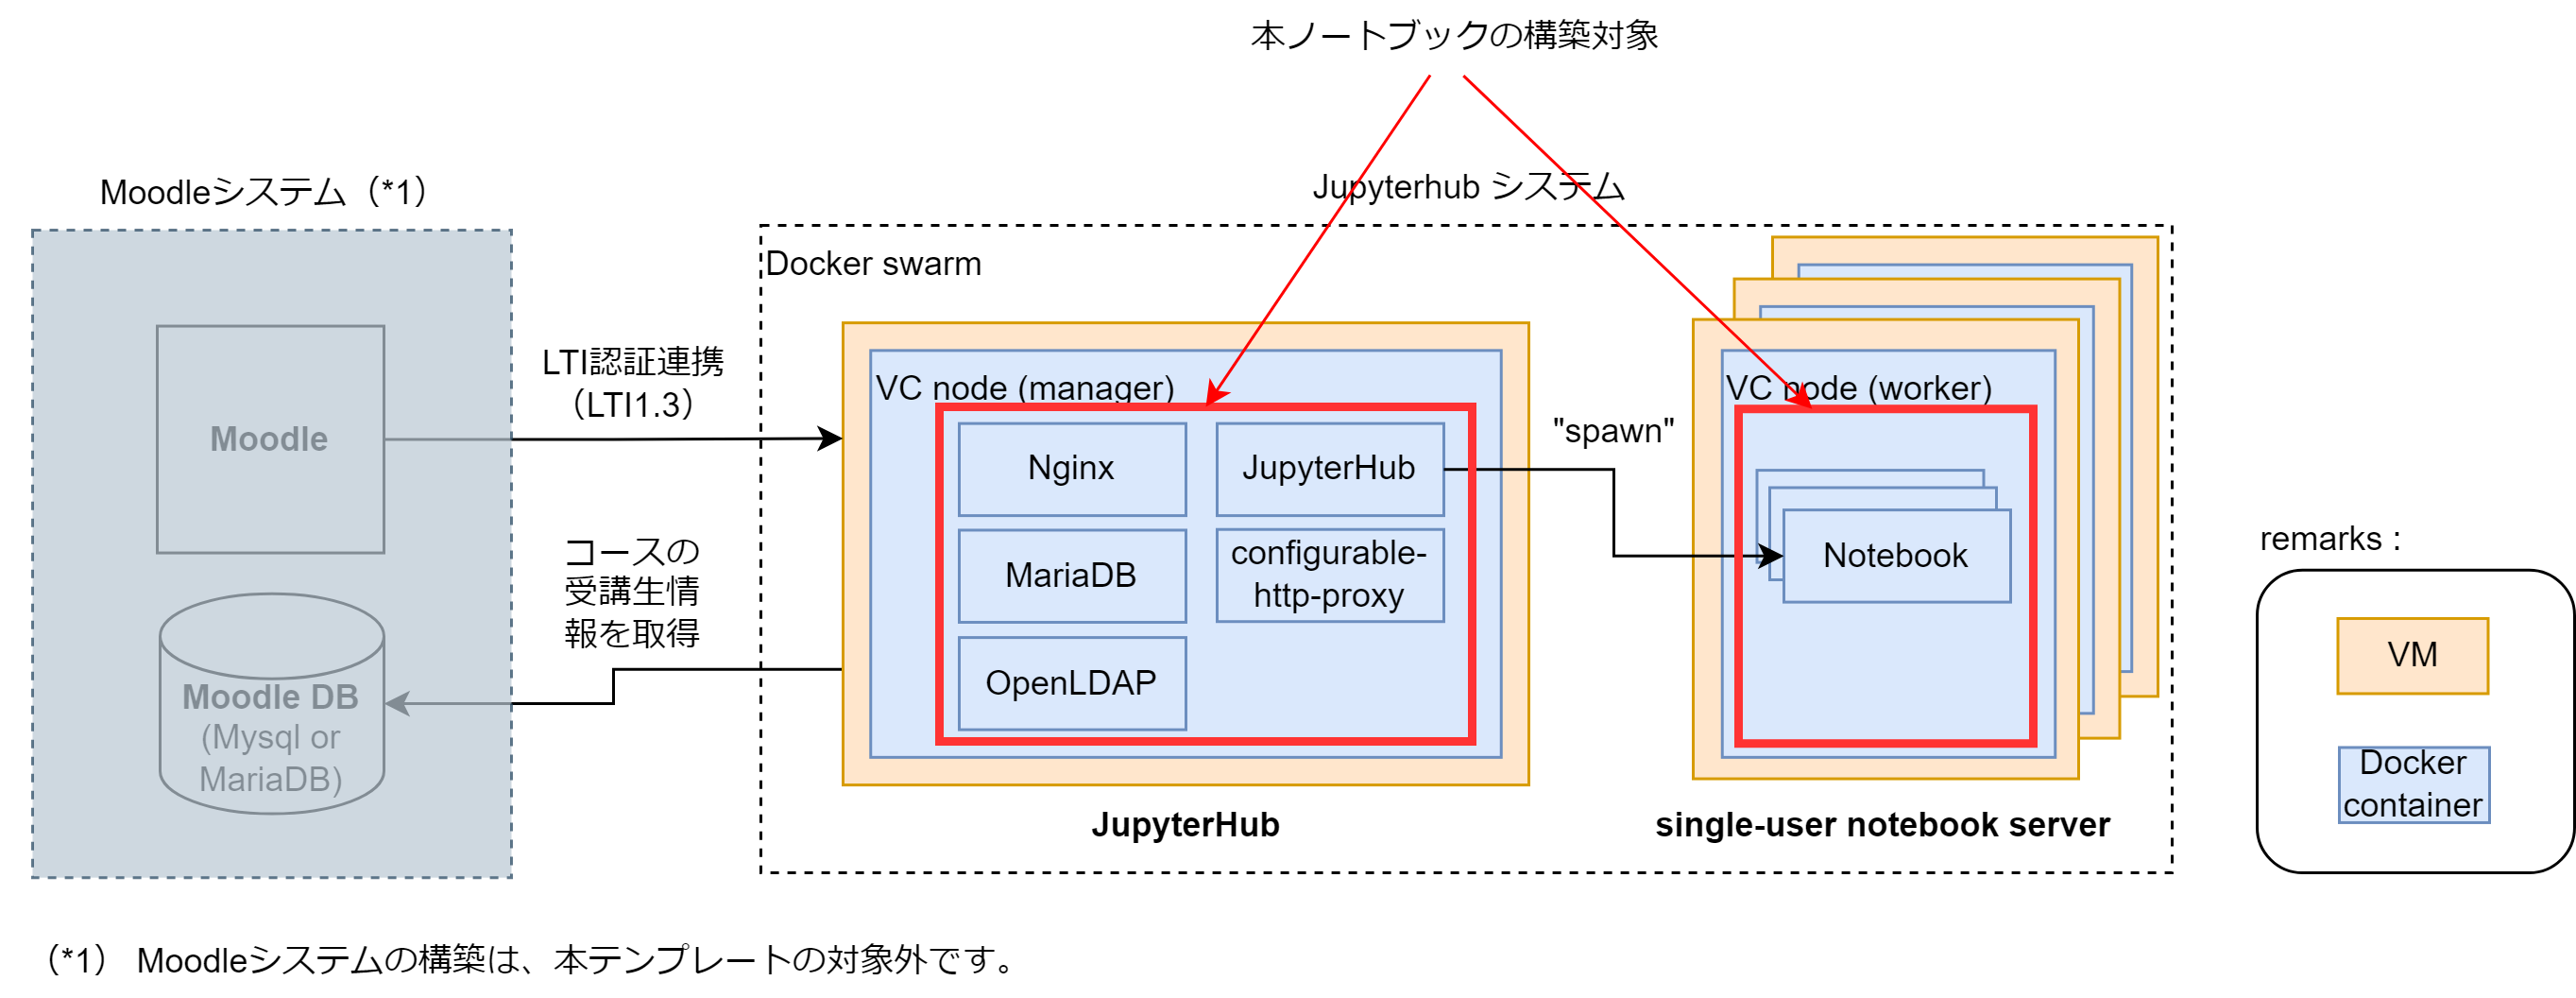 本ノートブックの構築対象
Moodleシステム（*1）
Jupyterhub システム
Docker swarm
Moodle
LTI認証連携
（LTI1.3）
コースの
受講生情
報を取得
Moodle DB
(Mysql or
MariaDB)
VC node (manager)
Nginx
JupyterHub
MariaDB
configurable-
http-proxy
OpenLDAP
JupyterHub
"spawn"
VC node (worker)
Notebook
single-user notebook server
remarks :
VM
Docker
container
（*1） Moodleシステムの構築は、本テンプレートの対象外です。